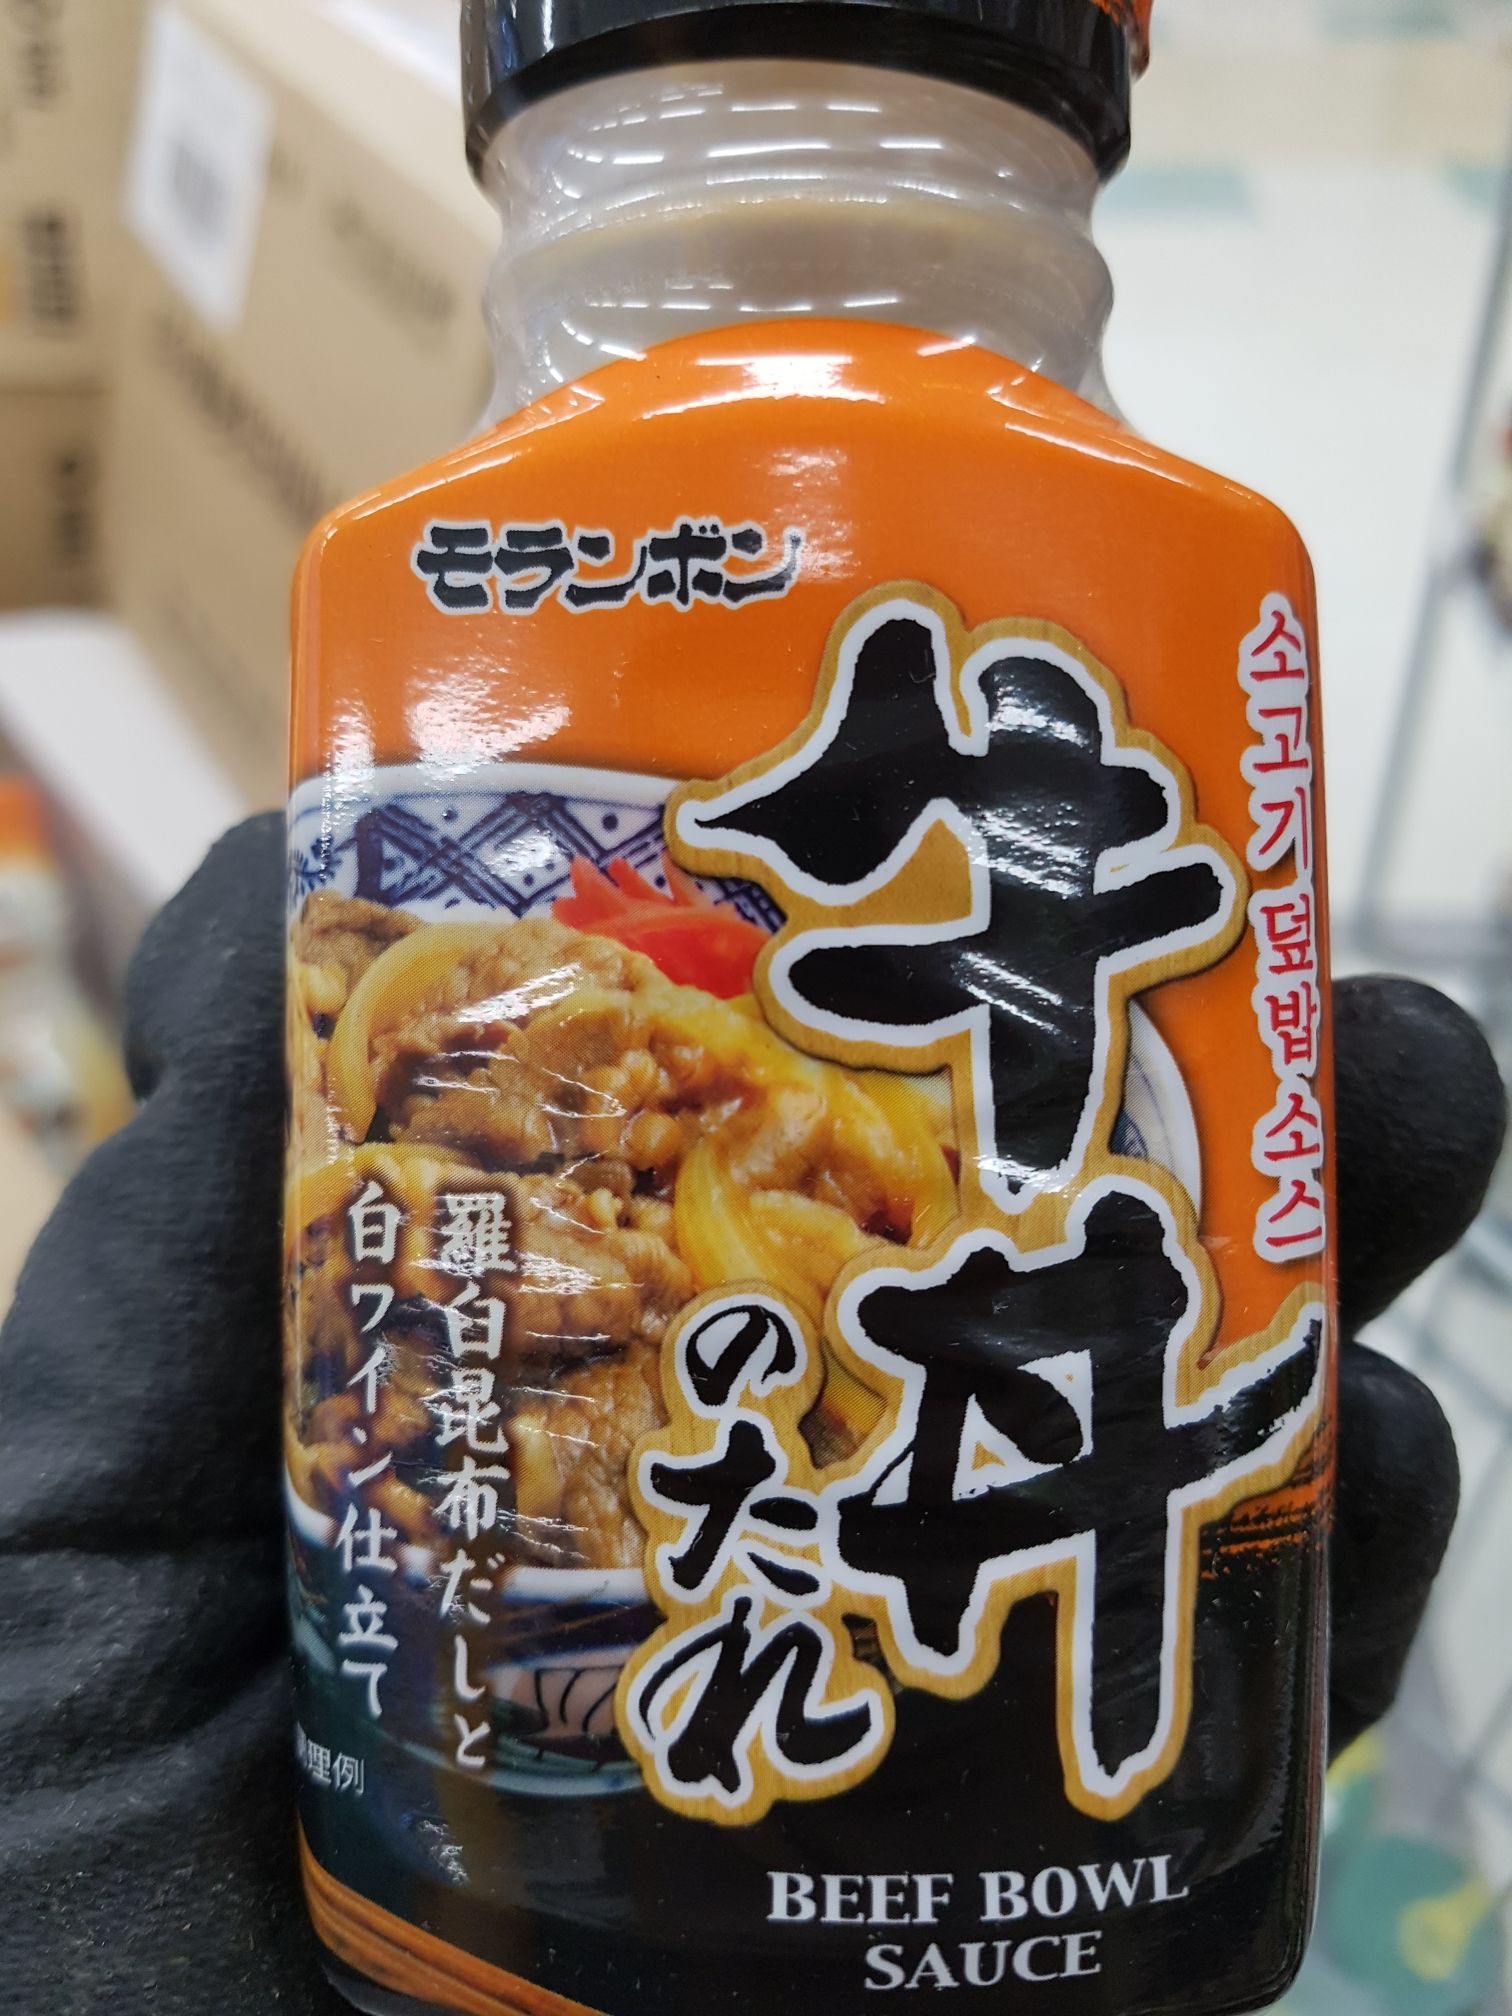 モランボン
소고기 덮밥 소스
牛丼
のたれ
羅臼昆布だしと
白ワイン仕立て
理例
BEEF BOWL
SAUCE